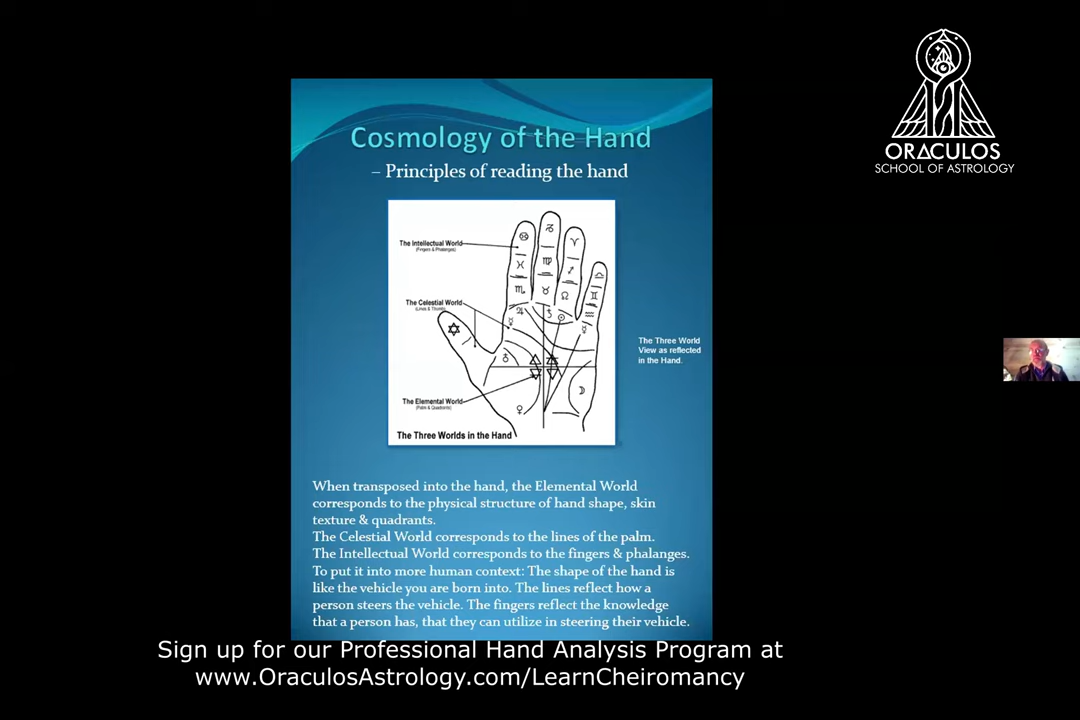 ORACULOS
SCHOOL OF ASTROLOGY
Cosmology of the Hand
– Principles of reading the hand
The Intellectual World
(Fingers & Phalanges)
The Celestial World
(Lines & Thumb)
The Elemental World
(Palm & Quadrants)
The Three Worlds in the Hand
The Three World
View as reflected
in the Hand.
When transposed into the hand, the Elemental World
corresponds to the physical structure of hand shape, skin
texture & quadrants.
The Celestial World corresponds to the lines of the palm.
The Intellectual World corresponds to the fingers & phalanges.
To put it into more human context: The shape of the hand is
like the vehicle you are born into. The lines reflect how a
person steers the vehicle. The fingers reflect the knowledge
that a person has, that they can utilize in steering their vehicle.
Sign up for our Professional Hand Analysis Program at
www.OraculosAstrology.com/LearnCheiromancy